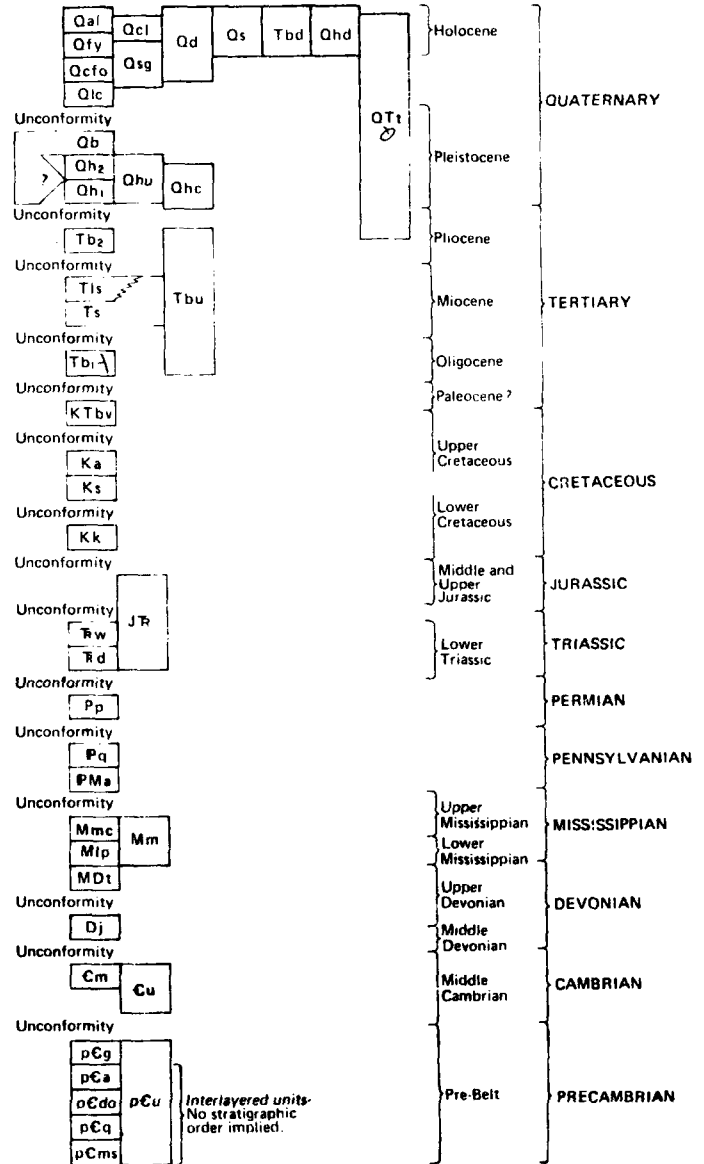 Qal Qcl Qd Qs Tbd Qhd Holocene
Qfy
Qcfo Qsg
Qlc
QUATERNARY
Unconformity
QTt
Qb
Pleistocene
? Qh2 Qhu Qhc
Qh1
Unconformity
Tb2 Pliocene
Unconformity
Tls Tbu Miocene TERTIARY
Ts
Unconformity
Tb1 Oligocene
Unconformity Paleocene?
KTbv
Unconformity Upper
Ka Cretaceous
Ks CRETACEOUS
Unconformity Lower
Kk Cretaceous
Unconformity Middle and
Upper JURASSIC
Jurassic
Unconformity JTR
TRw Lower TRIASSIC
TRd Triassic
Unconformity
Pp PERMIAN
Unconformity
IPq PENNSYLVANIAN
IPMa
Unconformity Upper
Mmc Mm Mississippian MISSISSIPPIAN
Mlp Lower
Mississippian
MDt
Upper
Unconformity Devonian DEVONIAN
Dj Middle
Devonian
Unconformity
Єm Єu Middle CAMBRIAN
Cambrian
Unconformity
pЄg
pЄa
pЄdo pЄu Interlayered units- Pre-Belt PRECAMBRIAN
No stratigraphic
pЄq order implied.
pЄms